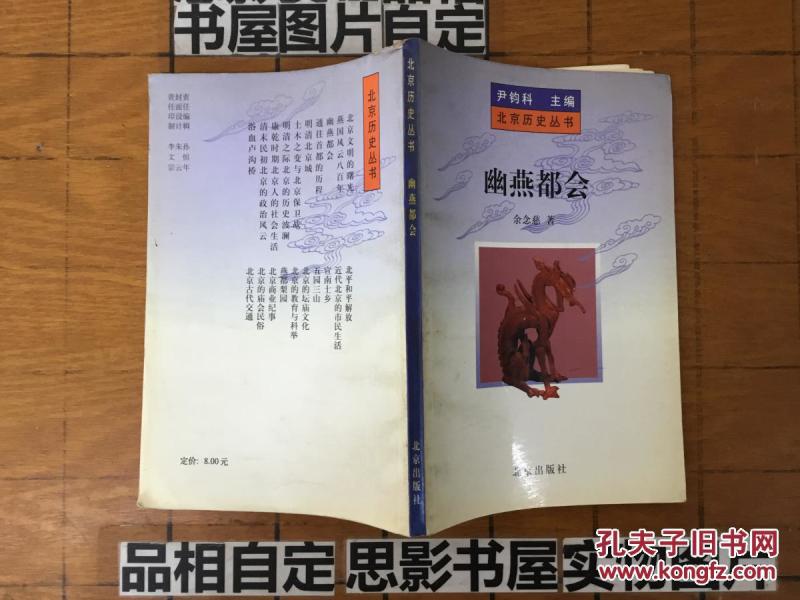 书屋图片自定
尹钧科 主编
北京历史丛书
幽燕都会
余念慈 著
北京出版社
北京历史丛书
幽燕都会
北京出版社
北京历史丛书
北京文明的曙光
燕国风云八百年
幽燕都会
通往首都的历程
明清北京城
土木之变与北京保卫战
明清之际北京的历史波澜
康乾时期北京人的社会生活
清末民初北京的政治风云
浴血卢沟桥
北平和平解放
近代北京的市民生活
宣南士乡
五园三山
北京的坛庙文化
北京的教育与科举
燕都梨园
北京商业纪事
北京的庙会民俗
北京古代交通
责任编辑 孙恒年
封面设计 朱云
责任印制 李文宗
定价: 8.00元
品相自定 思影书屋实物图片
孔夫子旧书网
www.kongfz.com